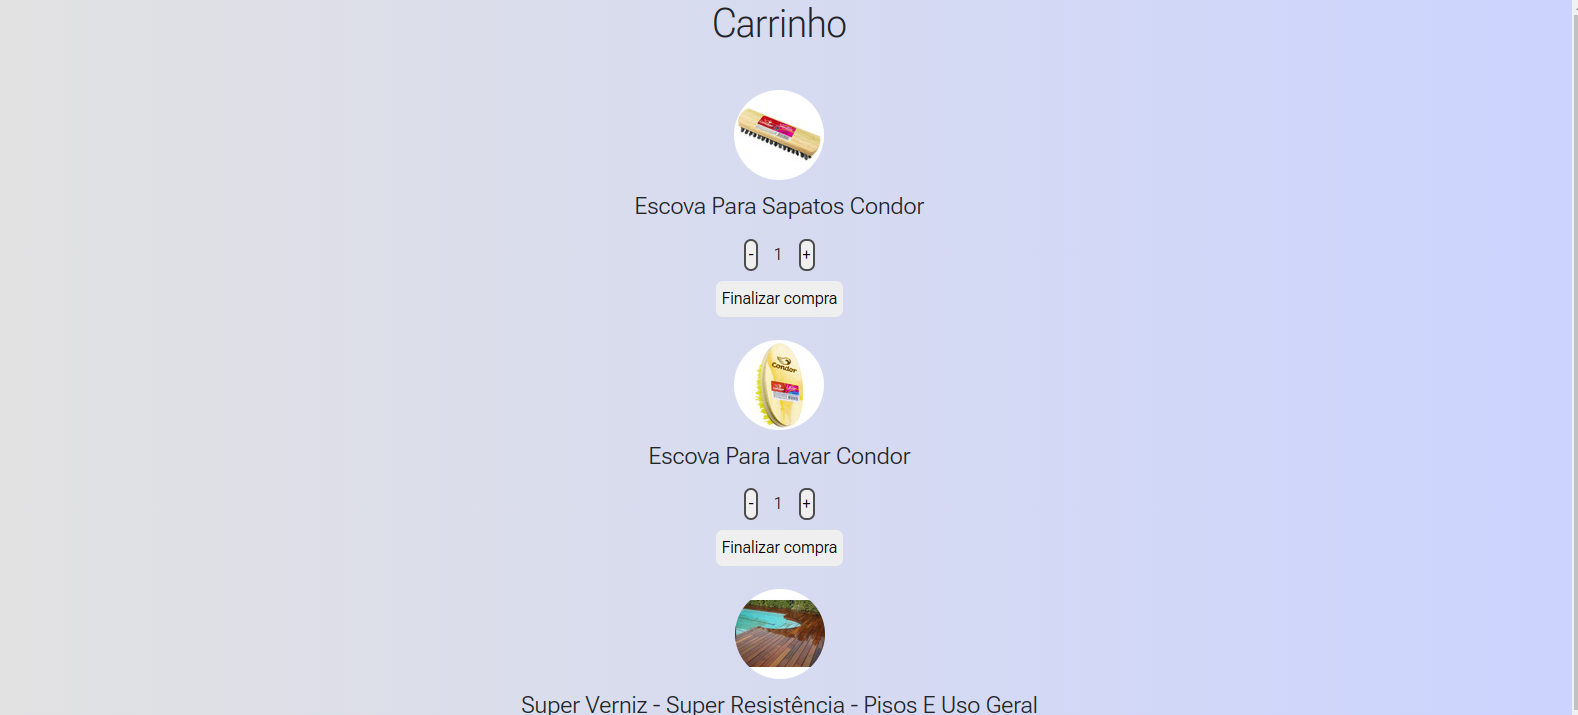 Carrinho
Escova Para Sapatos Condor
- 1 +
Finalizar compra
Condor
Escova Para Lavar Condor
- 1 +
Finalizar compra
Super Verniz - Super Resistência - Pisos E Uso Geral